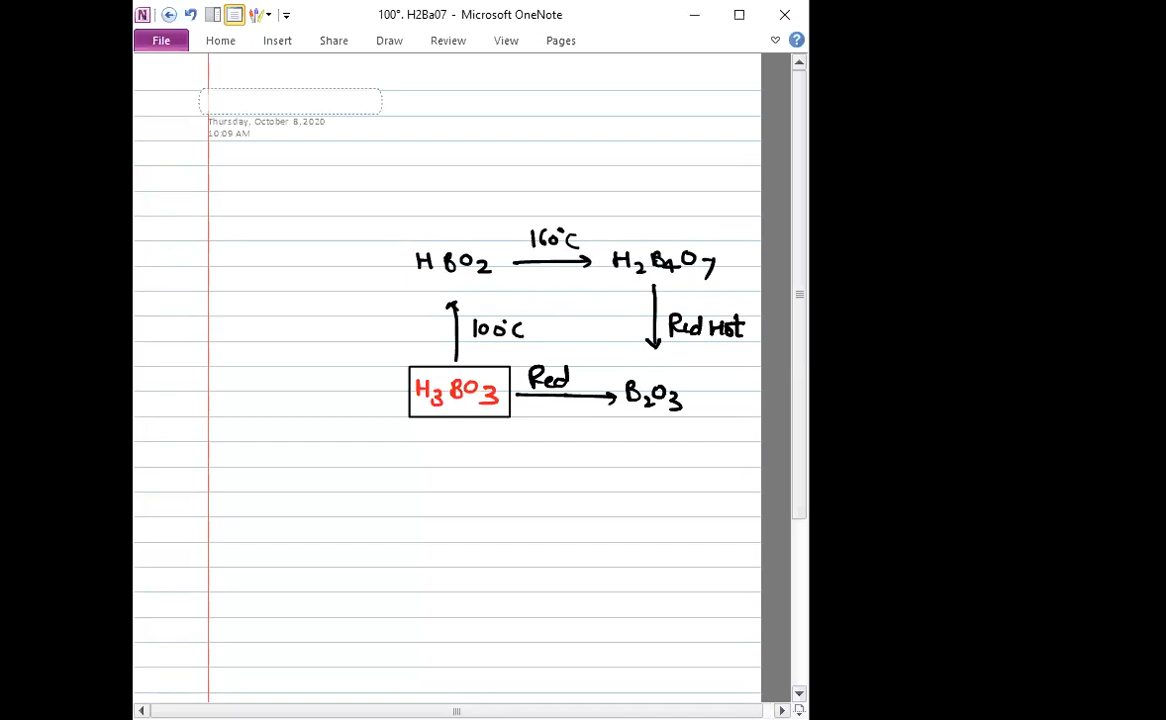 100°. H2Ba07 - Microsoft OneNote
File Home Insert Share Draw Review View Pages
Thursday, October 8, 2020
10:09 AM
160°C
HBO2 → H2B4O7
100°C Red Hot
Red
H3BO3 → B2O3